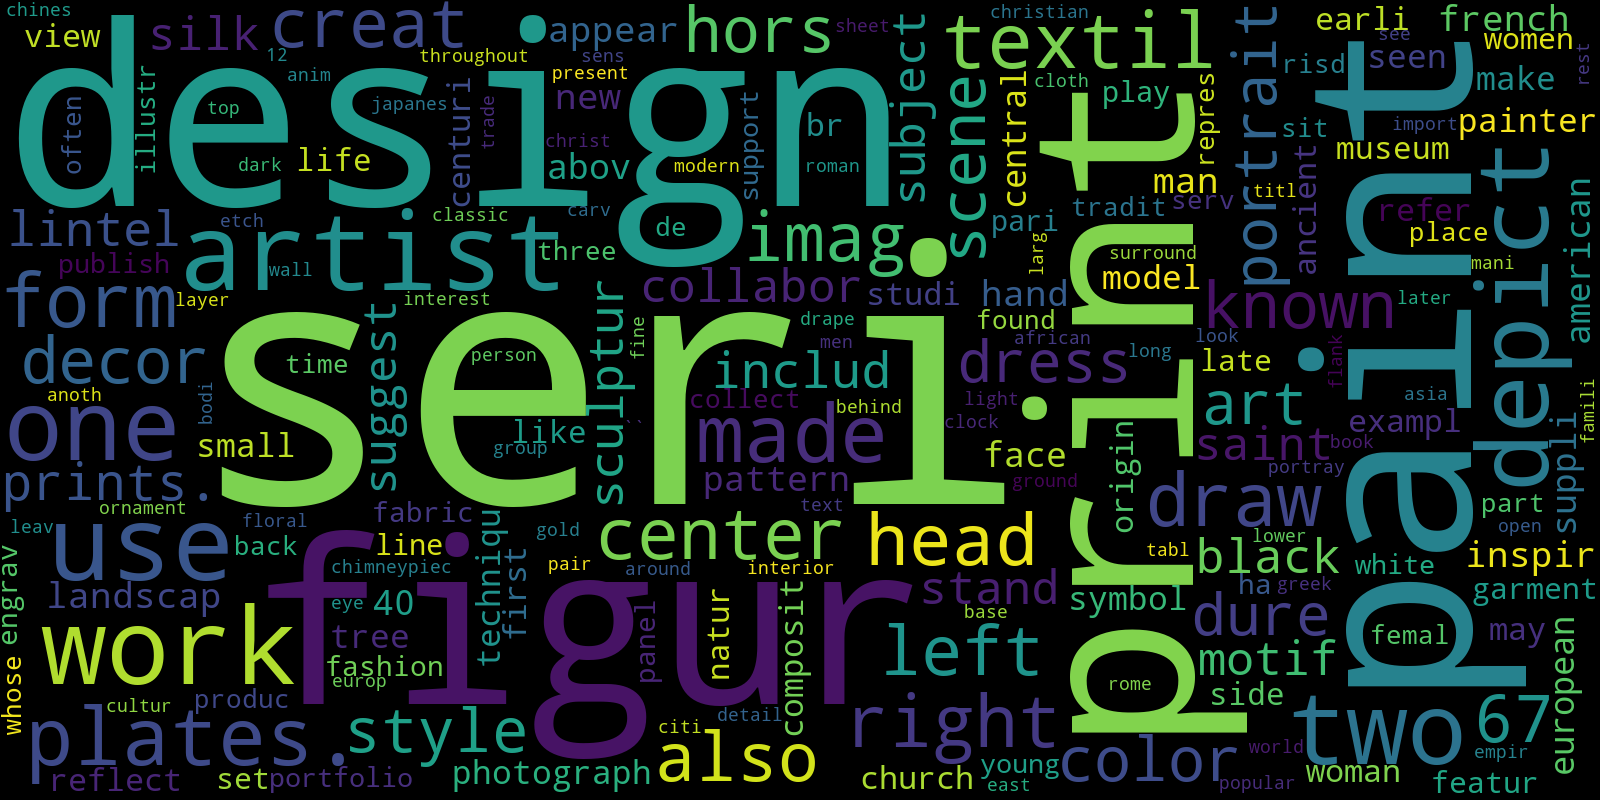 chines
view
silk
creat
12
throughout
appear
hors
sheet
christian
textil
earli
french
see
women
sens
anim
present
design
often
illustr
top
dark
life
japanes
centuri
trade
new
christ
abov
modern
support
br
roman
subject
scene
central
cloth
play
repres
portrait
risd
seen
make
rest
sit
import
painter
museum
man
titl
ancient
lintel
publish
etch
artist
wall
classic
carv
three
de
imag.
pari
larg
tradit
serv
surround
model
refer
place
mani
american
depict
form
layer
interest
collabor
studi
hand
found
known
later
decor
time
suggest
person
sculptur
fine
drape
men
includ
african
dress
long
look
late
flank
paint
print
seri
anoth
bodi
one
small
like
group
collect
made
behind
light
clock
face
art
saint
exampl
asia
book
famili
suppli
prints.
pattern
text
ground
origin
portray
draw
part
open
ornament
leav
use
floral
back
fabric
line
techniqu
first
gold
center
head
tabl
lower
black
white
inspir
engrav
landscap
chimneypiec
pair
around
interior
stand
base
symbol
ha
greek
garment
eye
40
work
tree
figur
panel
natur
composit
left
dure
femal
may
motif
whose
fashion
europ
rome
side
cultur
produc
plates.
style
citi
detail
right
two
67
european
empir
color
world
reflect
set
portfolio
photograph
also
church
young
east
popular
woman
featur